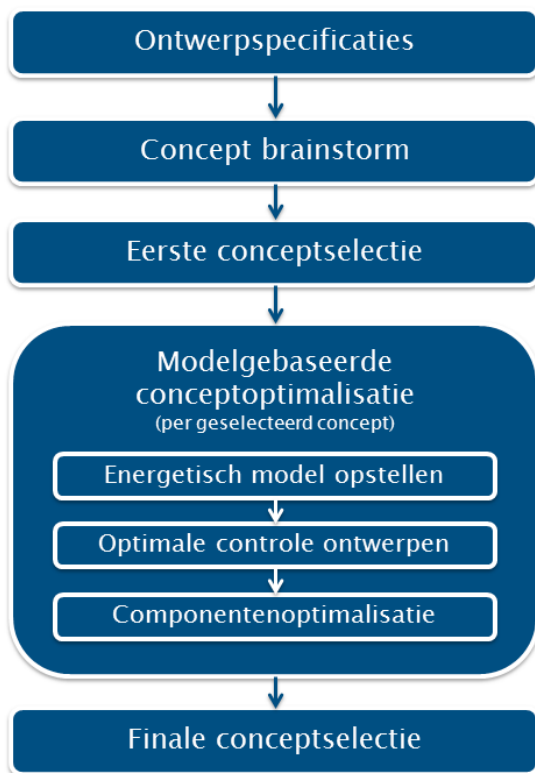 Ontwerpspecificaties
Concept brainstorm
Eerste conceptselectie
Modelgebaseerde
conceptoptimalisatie
(per geselecteerd concept)
Energetisch model opstellen
Optimale controle ontwerpen
Componentenoptimalisatie
Finale conceptselectie